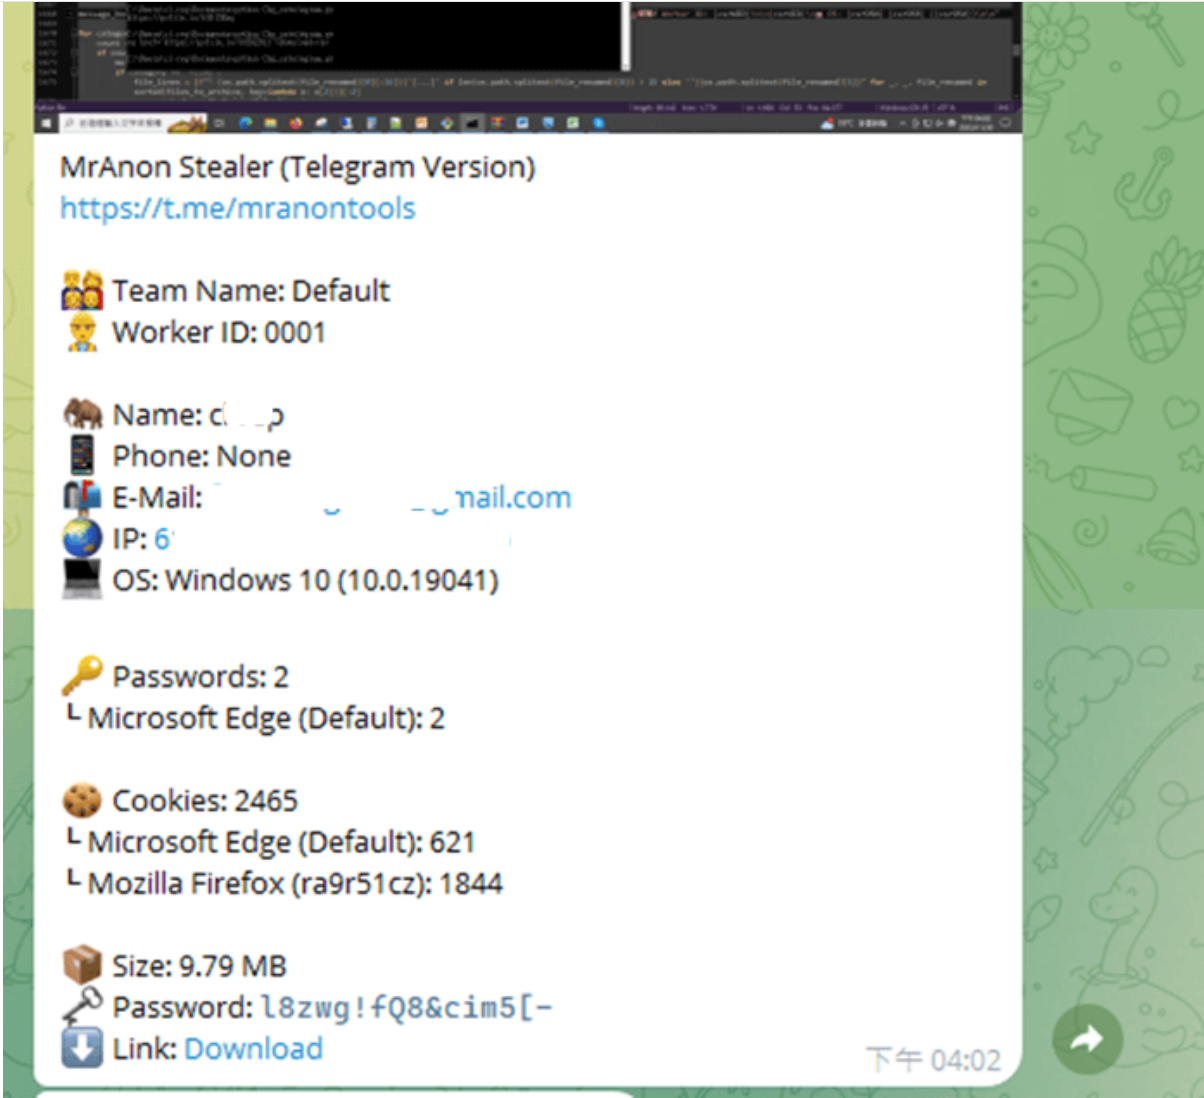 MrAnon Stealer (Telegram Version)
https://t.me/mranontools
Team Name: Default
Worker ID: 0001
Name:
Phone: None
E-Mail: mail.com
IP:
OS: Windows 10 (10.0.19041)
Passwords: 2
└ Microsoft Edge (Default): 2
Cookies: 2465
└ Microsoft Edge (Default): 621
└ Mozilla Firefox (ra9r51cz): 1844
Size: 9.79 MB
Password: l8zwg!fQ8&cim5[-
Link: Download
下午 04:02